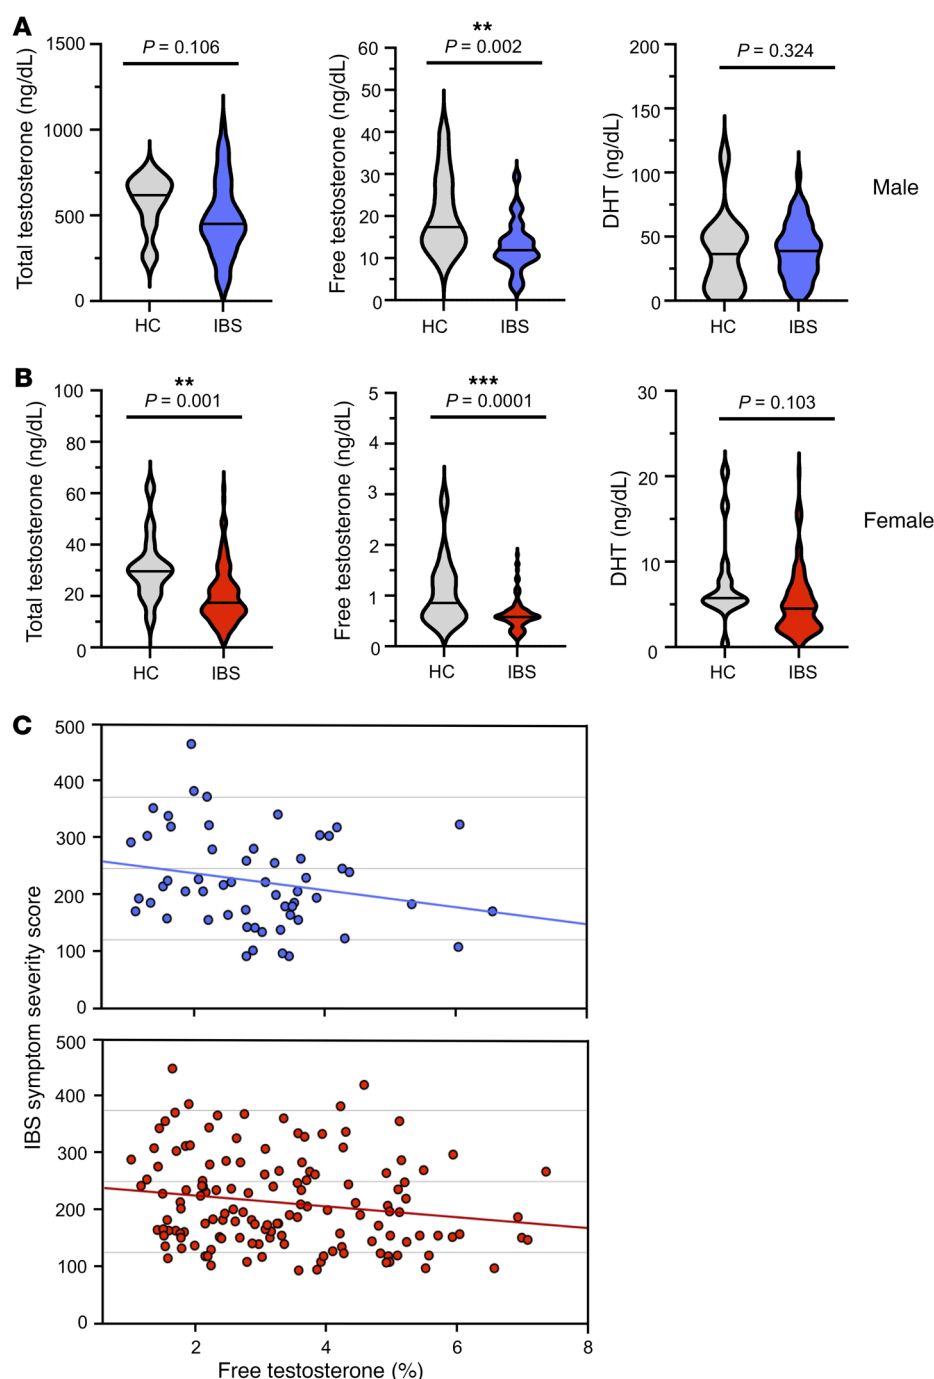 A
Total testosterone (ng/dL)
1500
1000
500
0
P = 0.106
HC
IBS
Free testosterone (ng/dL)
60
50
40
30
20
10
0
**
P = 0.002
HC
IBS
DHT (ng/dL)
200
150
100
50
0
P = 0.324
HC
IBS
Male
B
Total testosterone (ng/dL)
100
80
60
40
20
0
**
P = 0.001
HC
IBS
Free testosterone (ng/dL)
5
4
3
2
1
0
***
P = 0.0001
HC
IBS
DHT (ng/dL)
30
20
10
0
P = 0.103
HC
IBS
Female
C
IBS symptom severity score
500
400
300
200
100
0
500
400
300
200
100
0
2
4
6
8
Free testosterone (%)